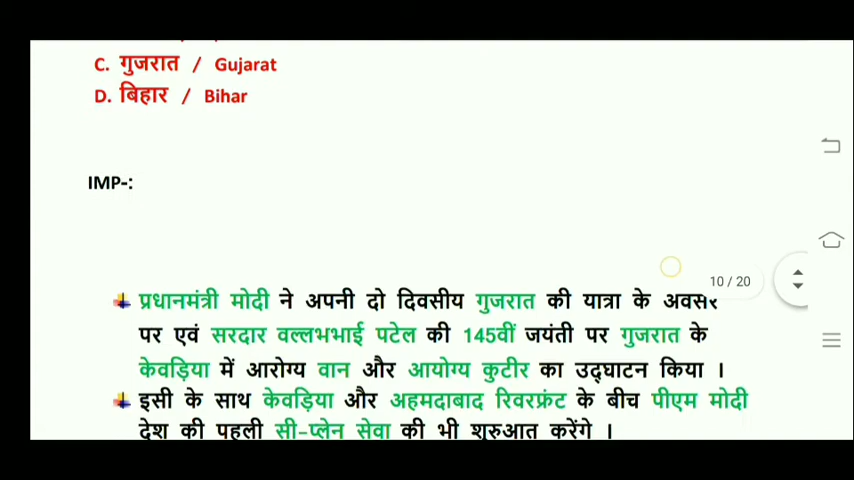 C. गुजरात / Gujarat
D. बिहार / Bihar
IMP-:
प्रधानमंत्री मोदी ने अपनी दो दिवसीय गुजरात की यात्रा के अवसर
पर एवं सरदार वल्लभभाई पटेल की 145वीं जयंती पर गुजरात के
केवड़िया में आरोग्य वान और आयोग्य कुटीर का उद्घाटन किया ।
इसी के साथ केवड़िया और अहमदाबाद रिवरफ्रंट के बीच पीएम मोदी
देश की पहली सी-प्लेन सेवा की भी शुरुआत करेंगे ।
10 / 20